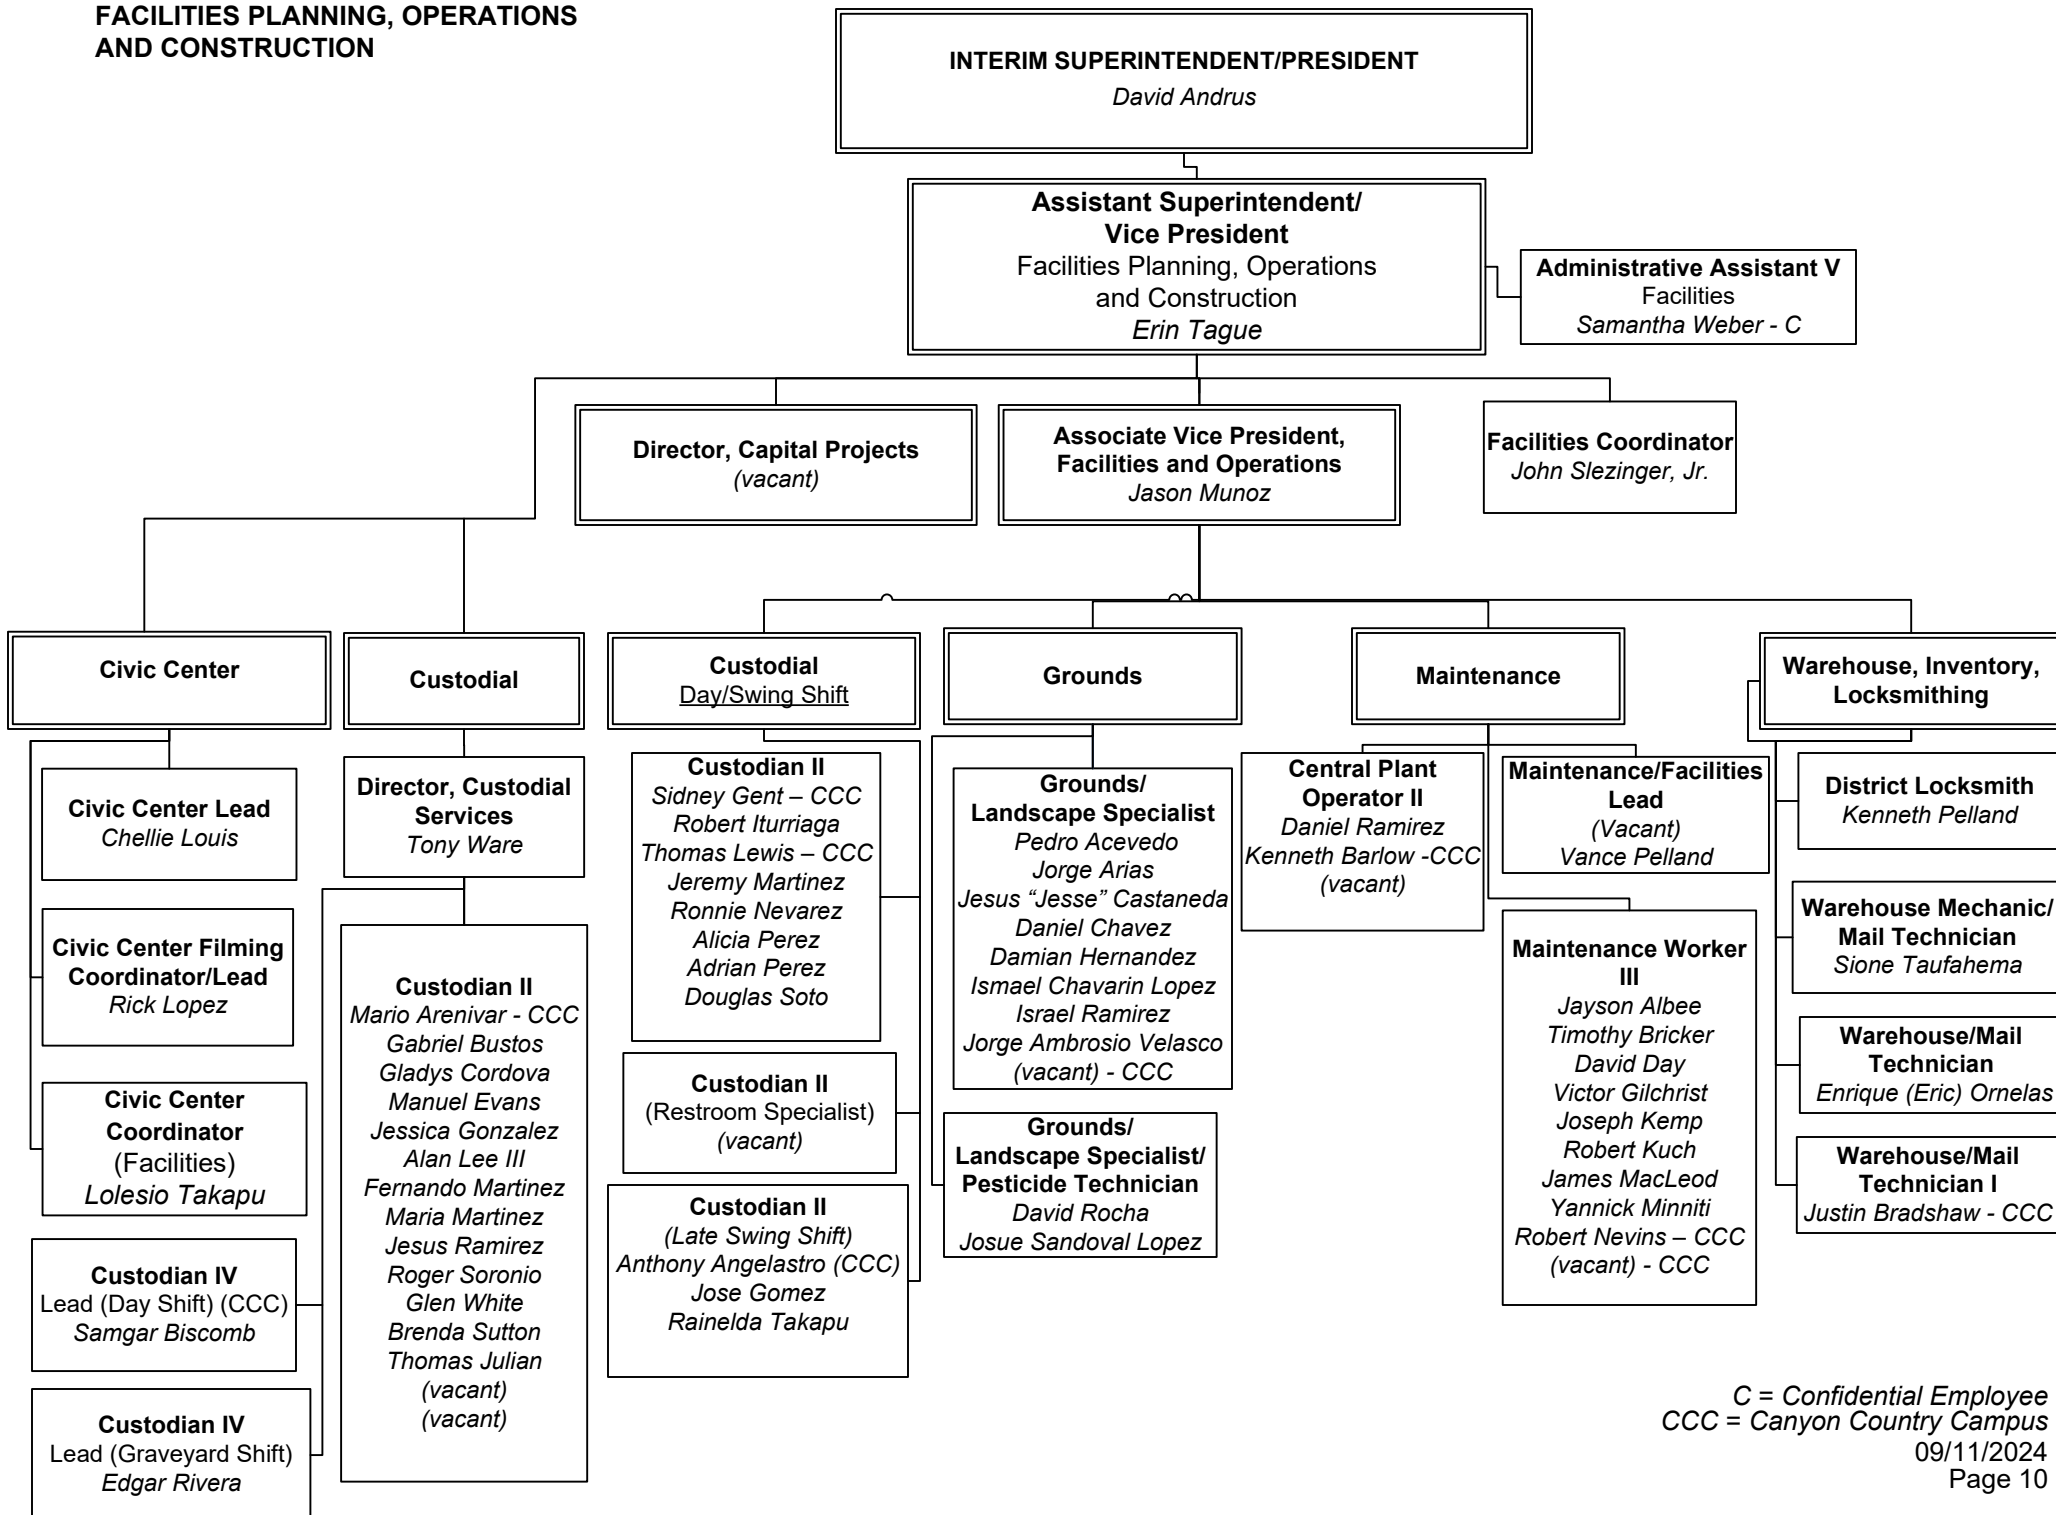 FACILITIES PLANNING, OPERATIONS
AND CONSTRUCTION
INTERIM SUPERINTENDENT/PRESIDENT
David Andrus
Assistant Superintendent/
Vice President
Facilities Planning, Operations
and Construction
Erin Tague
Administrative Assistant V
Facilities
Samantha Weber - C
Director, Capital Projects
(vacant)
Associate Vice President,
Facilities and Operations
Jason Munoz
Facilities Coordinator
John Slezinger, Jr.
Civic Center
Custodial
Custodial
Day/Swing Shift
Grounds
Maintenance
Warehouse, Inventory,
Locksmithing
Civic Center Lead
Chellie Louis
Civic Center Filming
Coordinator/Lead
Rick Lopez
Civic Center
Coordinator
(Facilities)
Lolesio Takapu
Custodian IV
Lead (Day Shift) (CCC)
Samgar Biscomb
Custodian IV
Lead (Graveyard Shift)
Edgar Rivera
Director, Custodial
Services
Tony Ware
Custodian II
Mario Arenivar - CCC
Gabriel Bustos
Gladys Cordova
Manuel Evans
Jessica Gonzalez
Alan Lee III
Fernando Martinez
Maria Martinez
Jesus Ramirez
Roger Soronio
Glen White
Brenda Sutton
Thomas Julian
(vacant)
(vacant)
Custodian II
Sidney Gent – CCC
Robert Iturriaga
Thomas Lewis – CCC
Jeremy Martinez
Ronnie Nevarez
Alicia Perez
Adrian Perez
Douglas Soto
Custodian II
(Restroom Specialist)
(vacant)
Custodian II
(Late Swing Shift)
Anthony Angelastro (CCC)
Jose Gomez
Rainelda Takapu
Grounds/
Landscape Specialist
Pedro Acevedo
Jorge Arias
Jesus “Jesse” Castaneda
Daniel Chavez
Damian Hernandez
Ismael Chavarin Lopez
Israel Ramirez
Jorge Ambrosio Velasco
(vacant) - CCC
Grounds/
Landscape Specialist/
Pesticide Technician
David Rocha
Josue Sandoval Lopez
Central Plant
Operator II
Daniel Ramirez
Kenneth Barlow -CCC
(vacant)
Maintenance/Facilities
Lead
(Vacant)
Vance Pelland
Maintenance Worker
III
Jayson Albee
Timothy Bricker
David Day
Victor Gilchrist
Joseph Kemp
Robert Kuch
James MacLeod
Yannick Minniti
Robert Nevins – CCC
(vacant) - CCC
District Locksmith
Kenneth Pelland
Warehouse Mechanic/
Mail Technician
Sione Taufahema
Warehouse/Mail
Technician
Enrique (Eric) Ornelas
Warehouse/Mail
Technician I
Justin Bradshaw - CCC
C = Confidential Employee
CCC = Canyon Country Campus
09/11/2024
Page 10